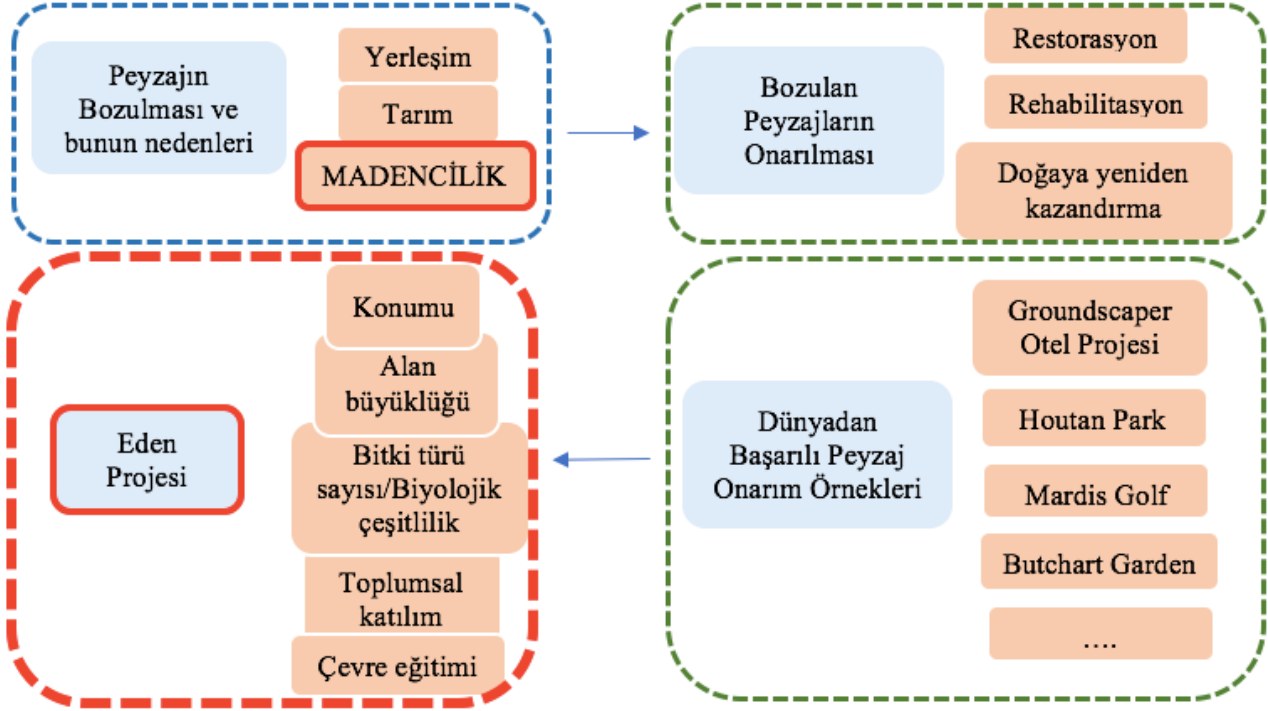 Peyzajın
Bozulması ve
bunun nedenleri
Yerleşim
Tarım
MADENCİLİK
Bozulan
Peyzajların
Onarılması
Restorasyon
Rehabilitasyon
Doğaya yeniden
kazandırma
Eden
Projesi
Konumu
Alan
büyüklüğü
Bitki türü
sayısı/Biyolojik
çeşitlilik
Toplumsal
katılım
Çevre eğitimi
Dünyadan
Başarılı Peyzaj
Onarım Örnekleri
Groundscaper
Otel Projesi
Houtan Park
Mardis Golf
Butchart Garden
....